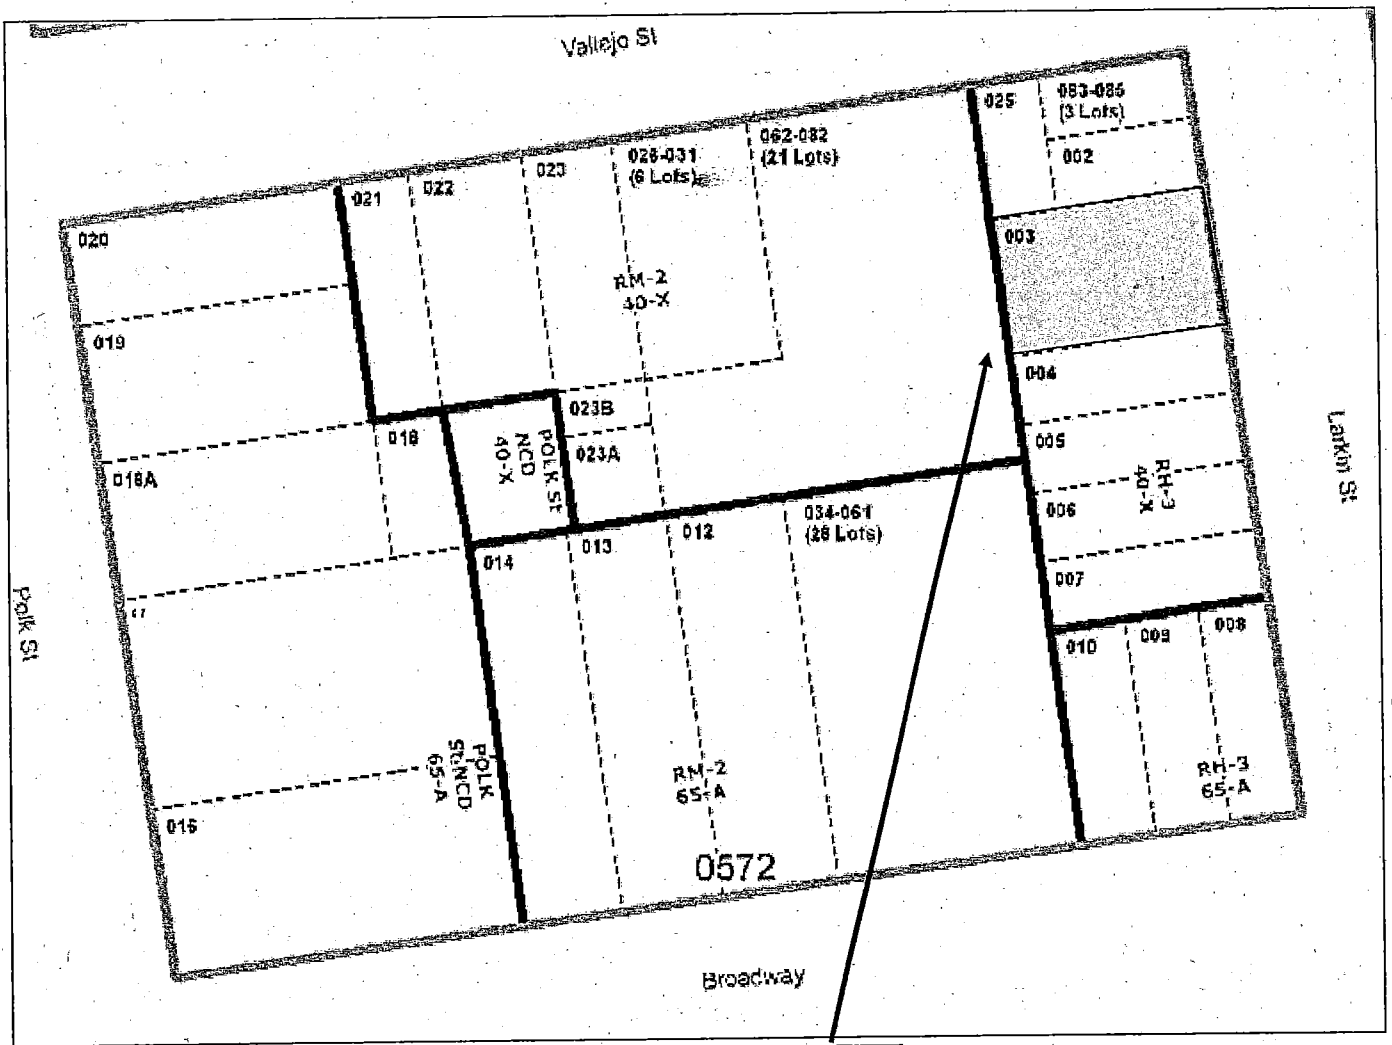 Vallejo St
025
083-085
(3 Lots)
002
062-082
(21 Lots)
026-031
(6 Lots)
023
022
021
020
003
RM-2
40-X
019
004
023B
018
005
023A
POLK St
NCD
40-X
018A
RH-3
40-X
Larkin St
006
034-061
(28 Lots)
012
013
014
007
Polk St
008
009
010
POLK
St NCD
65-A
RM-2
65-A
RH-3
65-A
016
0572
Broadway